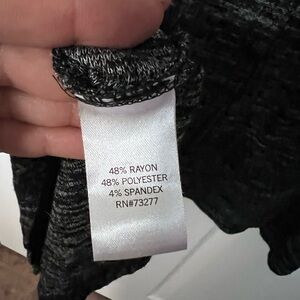 48% RAYON
48% POLYESTER
4% SPANDEX
RN#73277